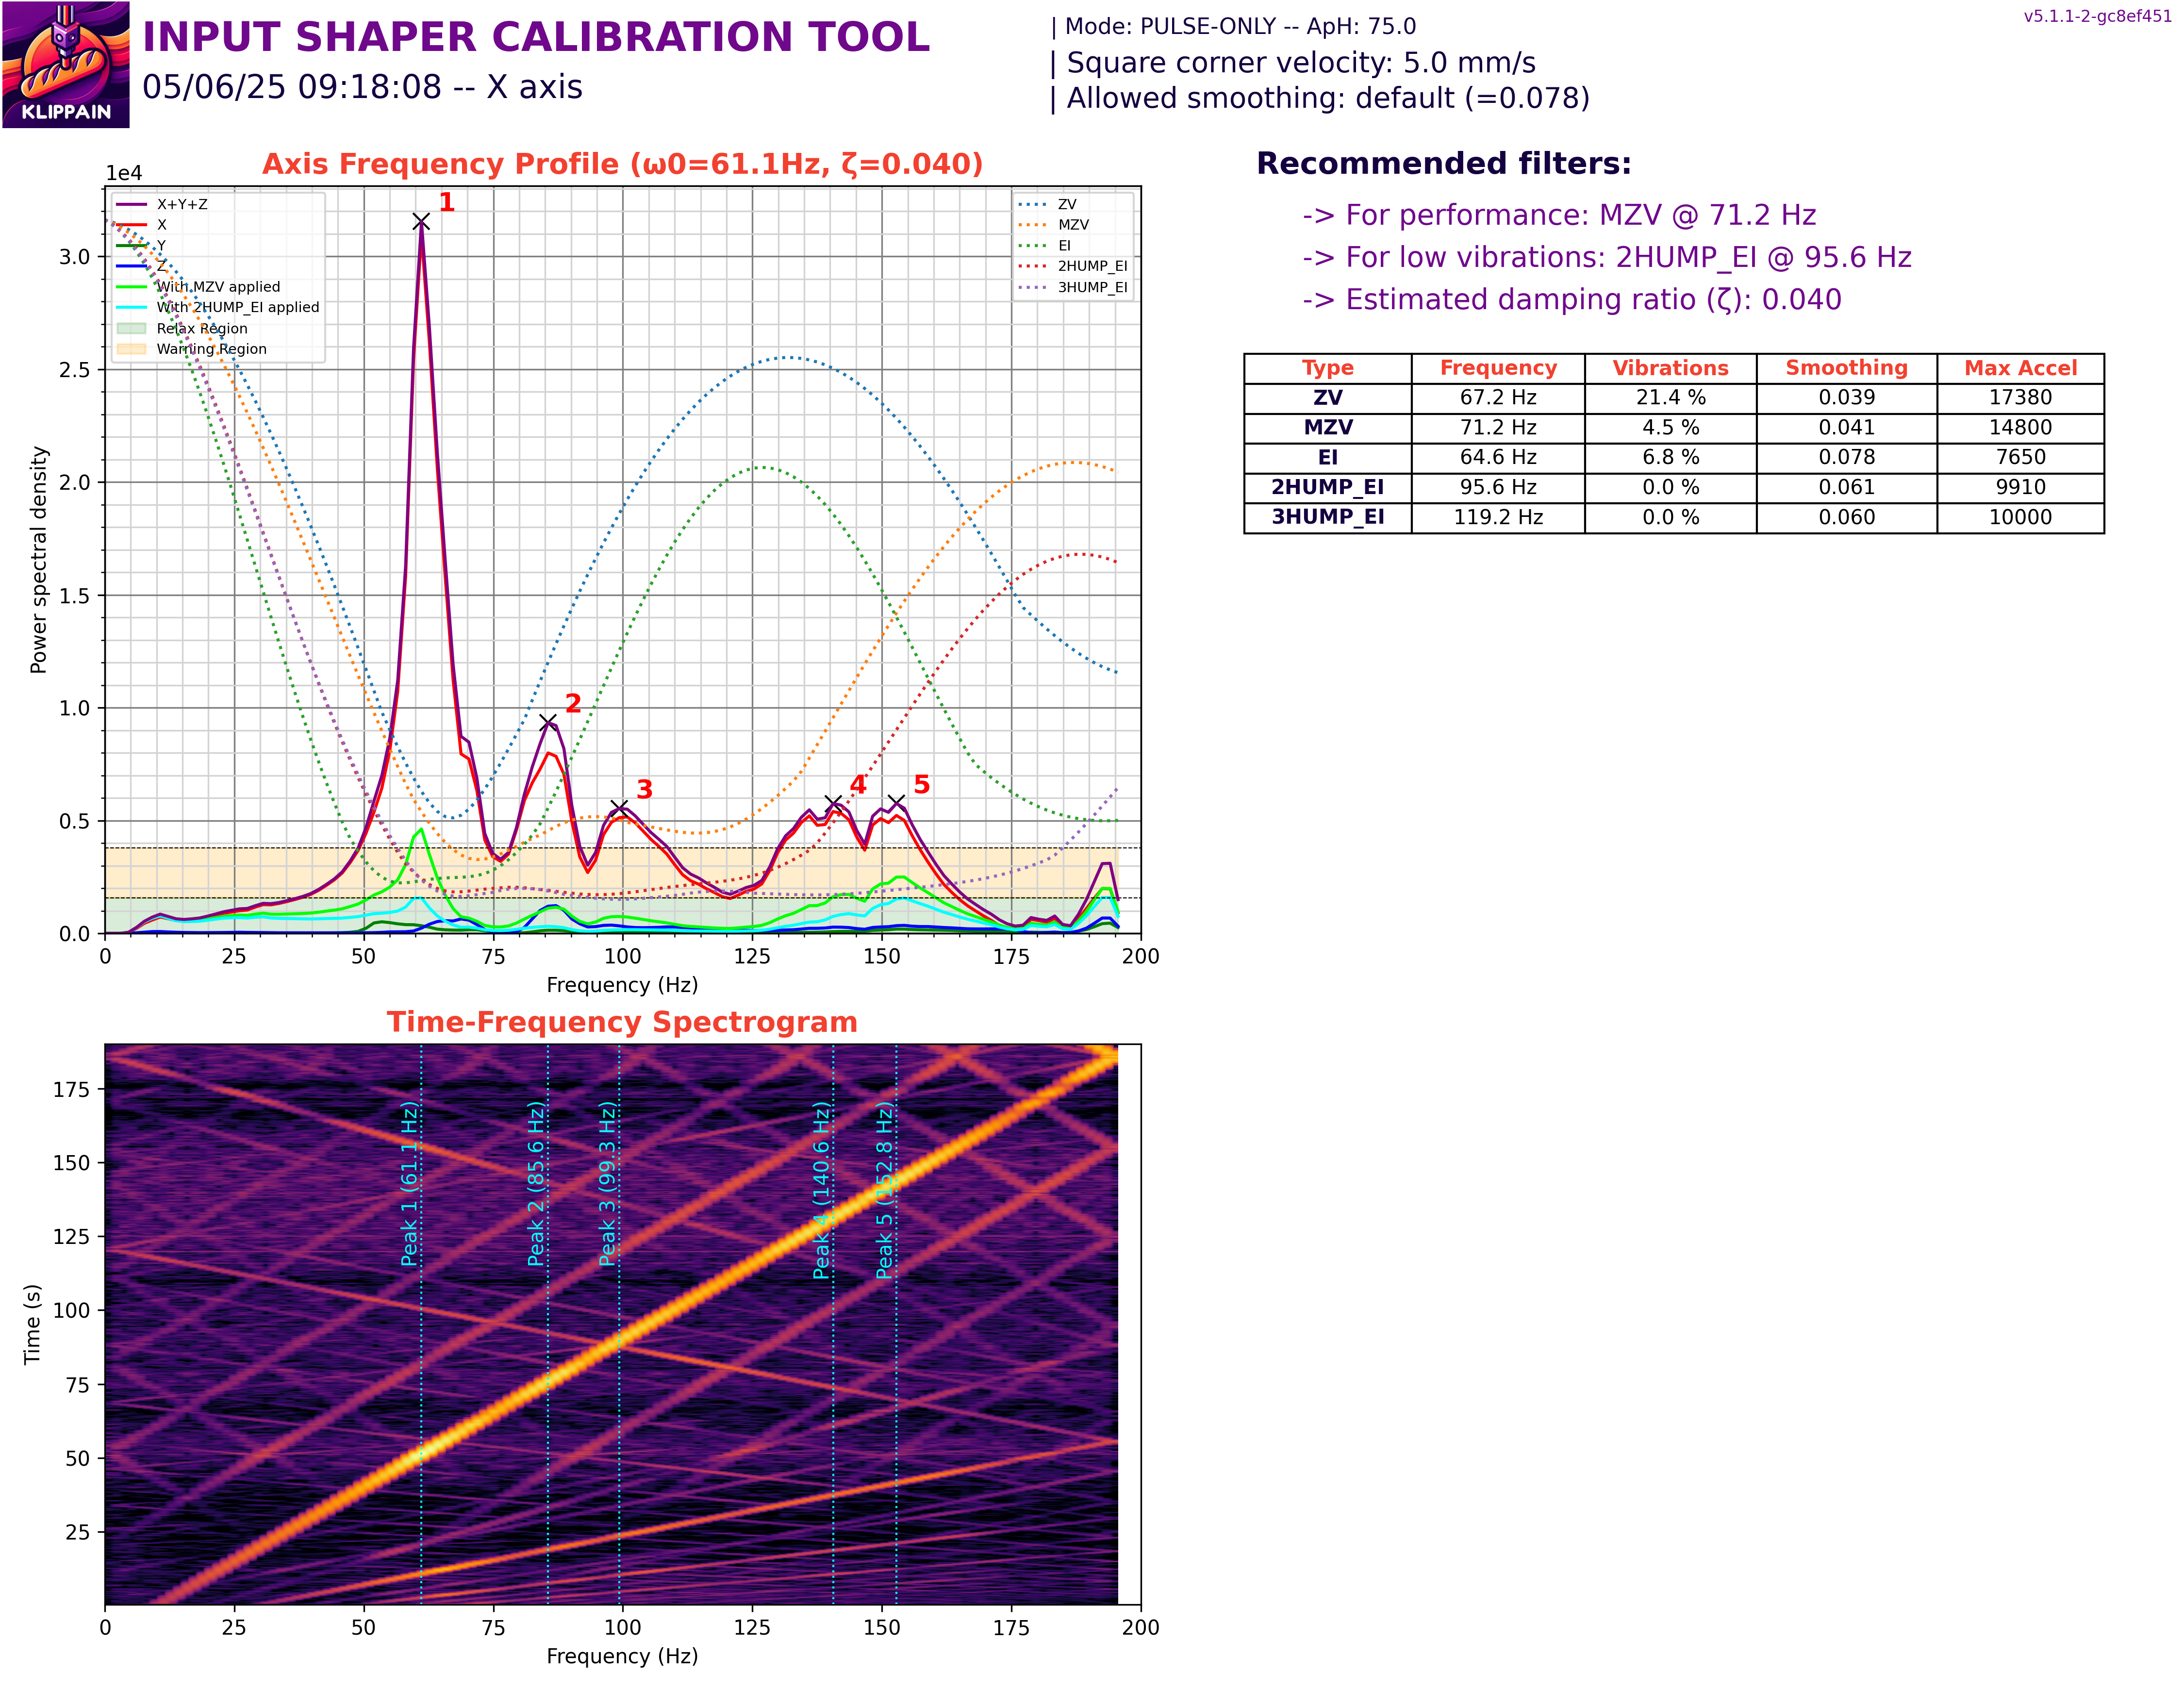 KLIPPAIN
INPUT SHAPER CALIBRATION TOOL
05/06/25 09:18:08 -- X axis
| Mode: PULSE-ONLY -- ApH: 75.0
| Square corner velocity: 5.0 mm/s
| Allowed smoothing: default (=0.078)
v5.1.1-2-gc8ef451
Axis Frequency Profile (ω0=61.1Hz, ζ=0.040)
1e4
X+Y+Z
X
Y
Z
With MZV applied
With 2HUMP_EI applied
Relax Region
Warning Region
ZV
MZV
EI
2HUMP_EI
3HUMP_EI
1
2
3
4
5
3.0
2.5
2.0
1.5
1.0
0.5
0.0
Power spectral density
0 25 50 75 100 125 150 175 200
Frequency (Hz)
Recommended filters:
-> For performance: MZV @ 71.2 Hz
-> For low vibrations: 2HUMP_EI @ 95.6 Hz
-> Estimated damping ratio (ζ): 0.040
Type Frequency Vibrations Smoothing Max Accel
ZV 67.2 Hz 21.4 % 0.039 17380
MZV 71.2 Hz 4.5 % 0.041 14800
EI 64.6 Hz 6.8 % 0.078 7650
2HUMP_EI 95.6 Hz 0.0 % 0.061 9910
3HUMP_EI 119.2 Hz 0.0 % 0.060 10000
Time-Frequency Spectrogram
175
150
125
100
75
50
25
Time (s)
Peak 1 (61.1 Hz)
Peak 2 (85.6 Hz)
Peak 3 (99.3 Hz)
Peak 4 (140.6 Hz)
Peak 5 (152.8 Hz)
0 25 50 75 100 125 150 175 200
Frequency (Hz)